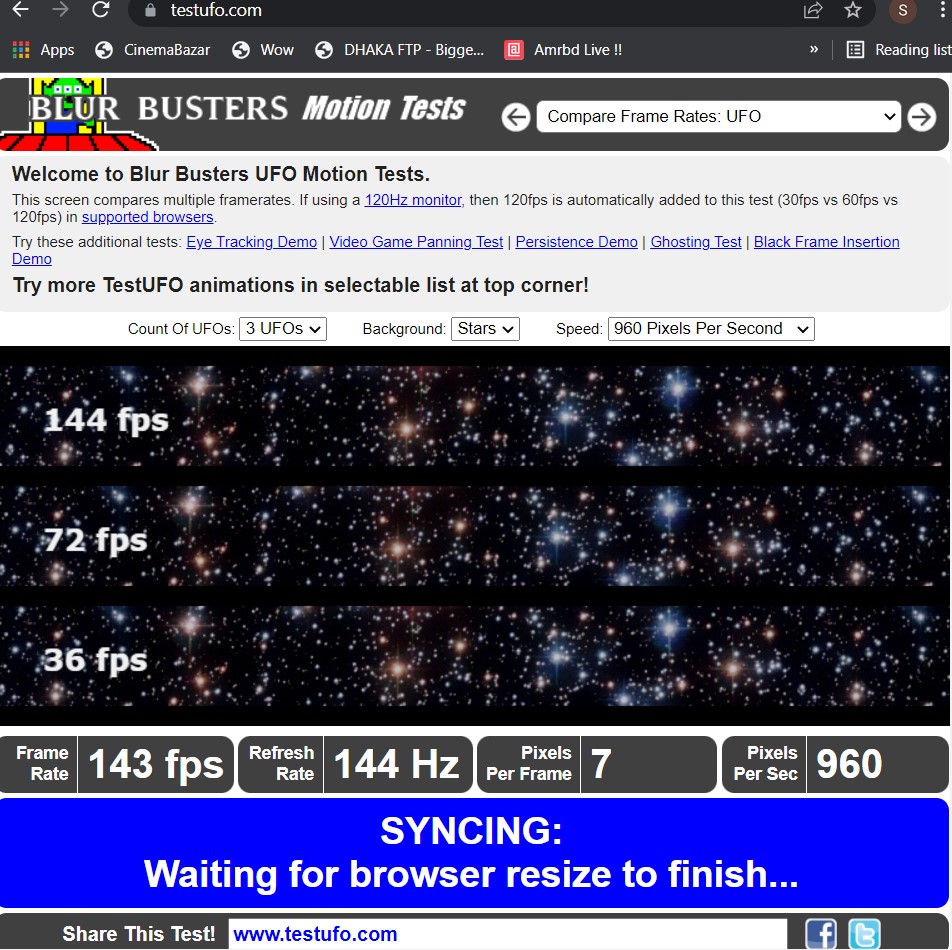 testufo.com
S
Apps
CinemaBazar
Wow
DHAKA FTP - Bigge...
Amrbd Live !!
»
Reading list
BLUR BUSTERS Motion Tests
Compare Frame Rates: UFO
Welcome to Blur Busters UFO Motion Tests.
This screen compares multiple framerates. If using a 120Hz monitor, then 120fps is automatically added to this test (30fps vs 60fps vs
120fps) in supported browsers.
Try these additional tests: Eye Tracking Demo | Video Game Panning Test | Persistence Demo | Ghosting Test | Black Frame Insertion
Demo
Try more TestUFO animations in selectable list at top corner!
Count Of UFOs: 3 UFOs Background: Stars Speed: 960 Pixels Per Second
144 fps
72 fps
36 fps
Frame
Rate
143 fps
Refresh
Rate
144 Hz
Pixels
Per Frame
7
Pixels
Per Sec
960
SYNCING:
Waiting for browser resize to finish...
Share This Test! www.testufo.com